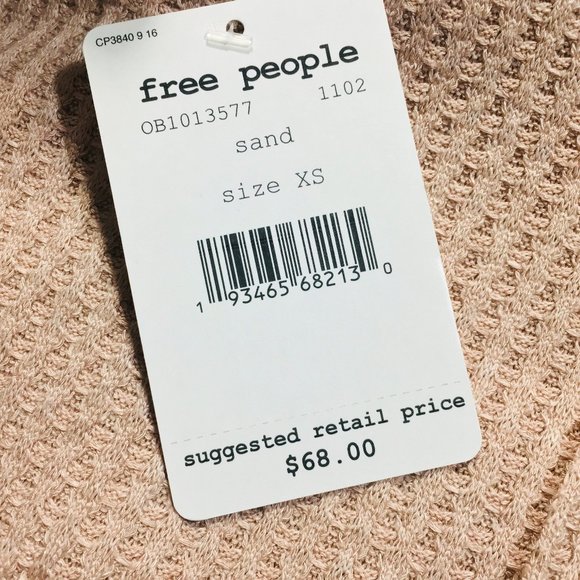 CP3840 9 16
free people
OB1013577 1102
sand
size XS
1 93465 68213 0
suggested retail price
$68.00